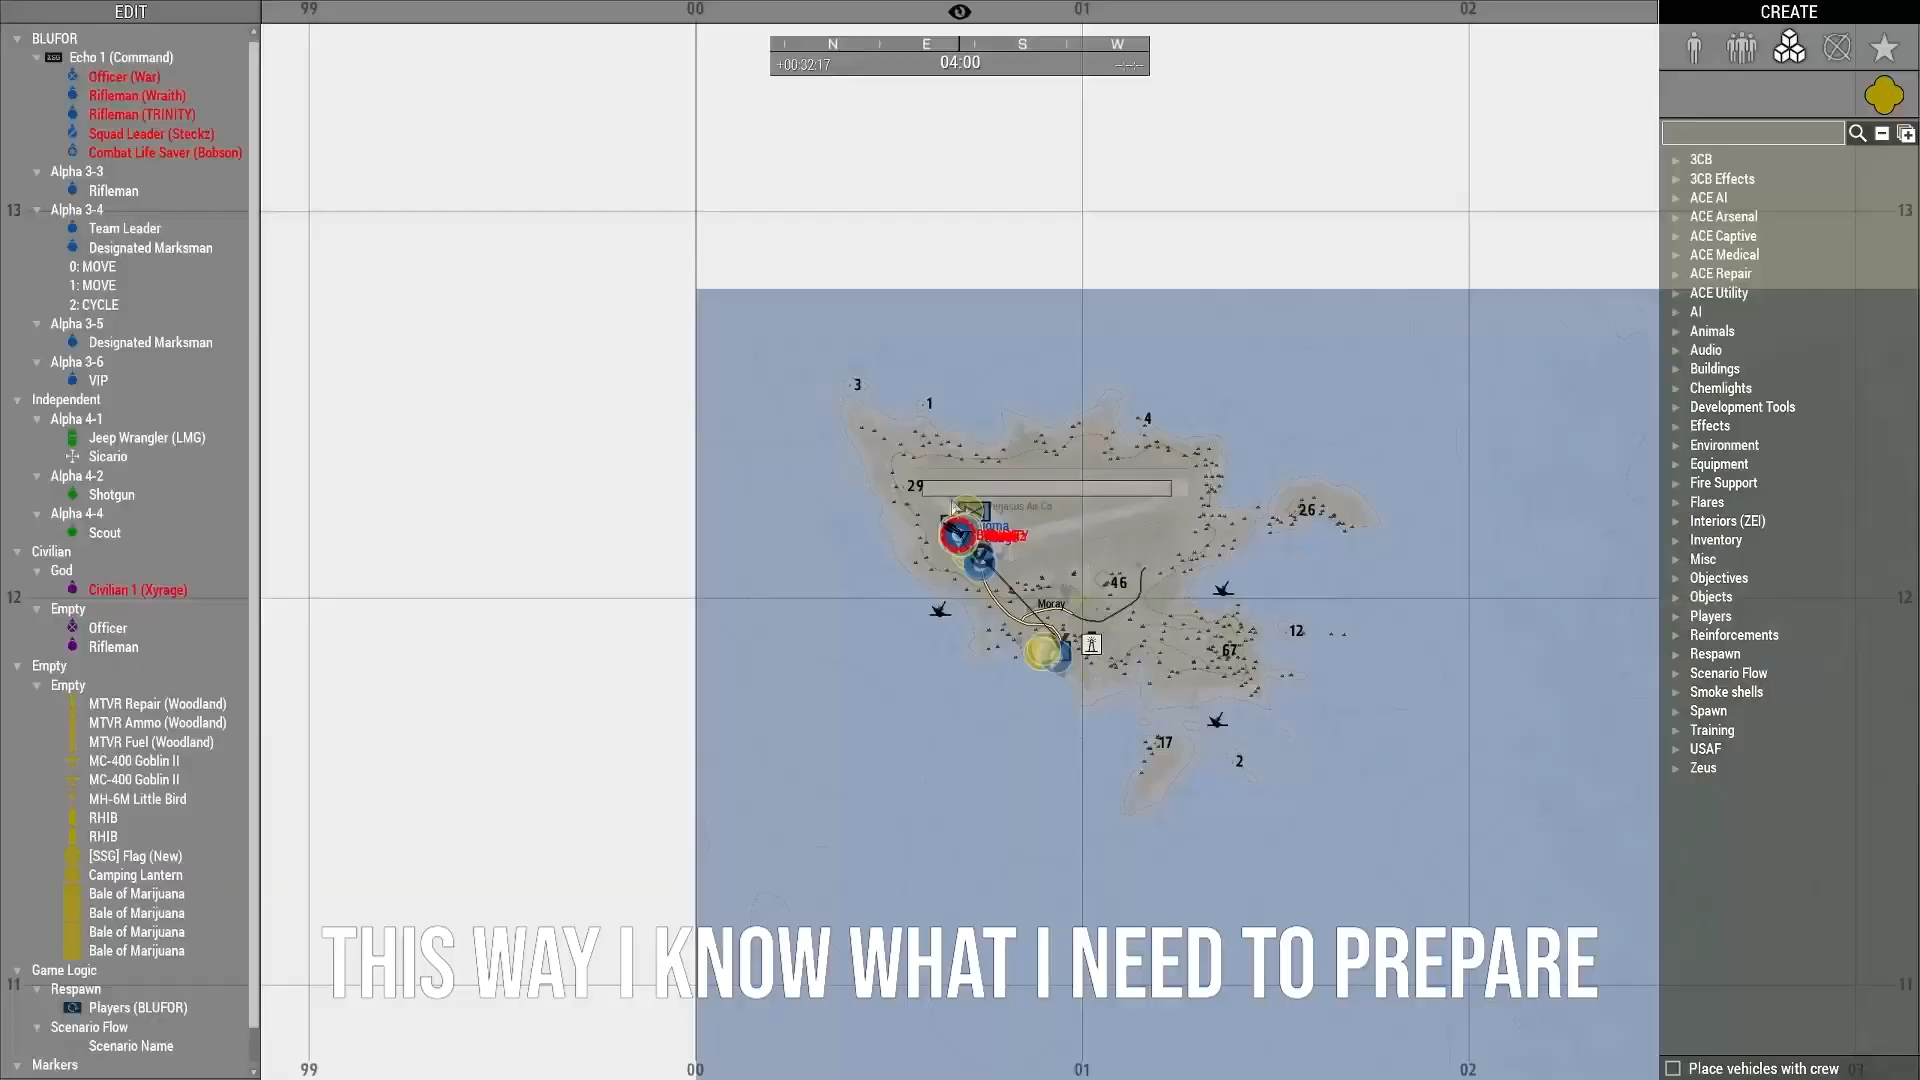 EDIT
BLUFOR
Echo 1 (Command)
Officer (War)
Rifleman (Wraith)
Rifleman (TRINITY)
Squad Leader (Steckz)
Combat Life Saver (Bobson)
Alpha 3-3
Rifleman
Alpha 3-4
Team Leader
Designated Marksman
0: MOVE
1: MOVE
2: CYCLE
Alpha 3-5
Designated Marksman
Alpha 3-6
VIP
Independent
Alpha 4-1
Jeep Wrangler (LMG)
Sicario
Alpha 4-2
Shotgun
Alpha 4-4
Scout
Civilian
God
Civilian 1 (Xyrage)
Empty
Officer
Rifleman
Empty
Empty
MTVR Repair (Woodland)
MTVR Ammo (Woodland)
MTVR Fuel (Woodland)
MC-400 Goblin II
MC-400 Goblin II
MH-6M Little Bird
RHIB
RHIB
[SSG] Flag (New)
Camping Lantern
Bale of Marijuana
Bale of Marijuana
Bale of Marijuana
Bale of Marijuana
Game Logic
Respawn
Players (BLUFOR)
Scenario Flow
Scenario Name
Markers
99 00 01 02
N E S W
+00:32:17 04:00 --:--:--
13 13
12 12
11 11
3
1
4
29
26
46
Moray
12
67
17
2
THIS WAY I KNOW WHAT I NEED TO PREPARE
99 00 01 02 03
CREATE
3CB
3CB Effects
ACE AI
ACE Arsenal
ACE Captive
ACE Medical
ACE Repair
ACE Utility
AI
Animals
Audio
Buildings
Chemlights
Development Tools
Effects
Environment
Equipment
Fire Support
Flares
Interiors (ZEI)
Inventory
Misc
Objectives
Objects
Players
Reinforcements
Respawn
Scenario Flow
Smoke shells
Spawn
Training
USAF
Zeus
Place vehicles with crew